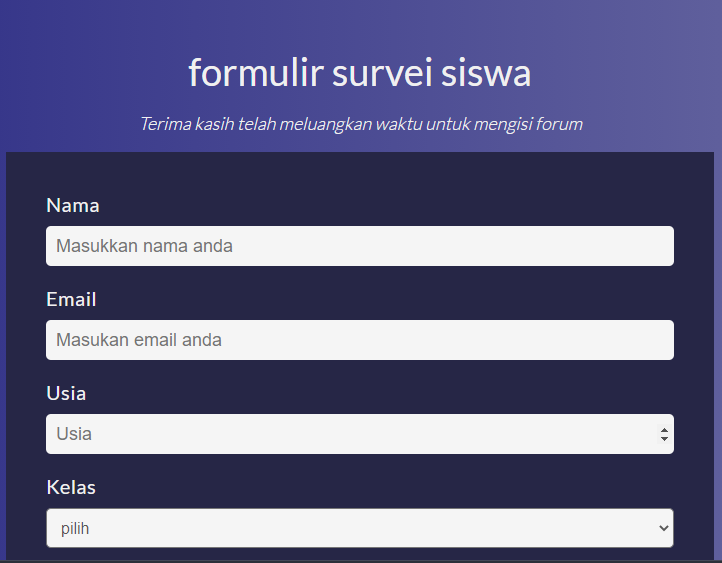 formulir survei siswa
Terima kasih telah meluangkan waktu untuk mengisi forum
Nama
Masukkan nama anda
Email
Masukan email anda
Usia
Usia
Kelas
pilih